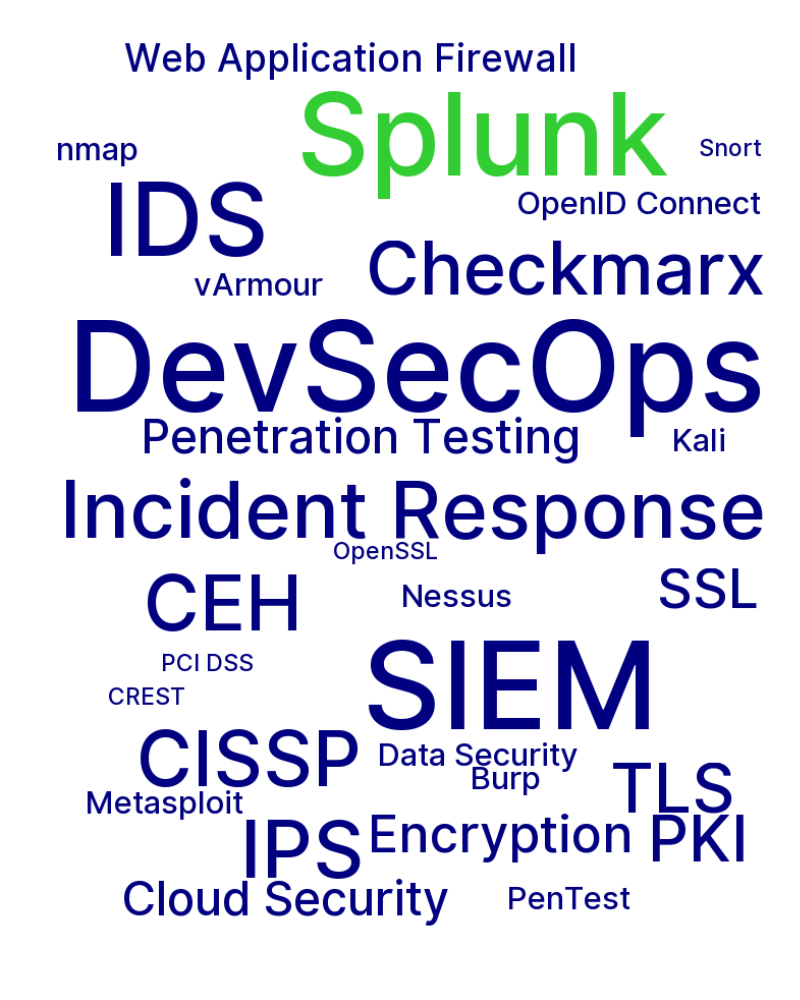 Web Application Firewall
Splunk
nmap
Snort
IDS
OpenID Connect
Checkmarx
vArmour
DevSecOps
Penetration Testing
Kali
Incident Response
OpenSSL
CEH
Nessus
SSL
PCI DSS
SIEM
CREST
CISSP
Data Security
Burp
TLS
Metasploit
IPS
Encryption
PKI
Cloud Security
PenTest